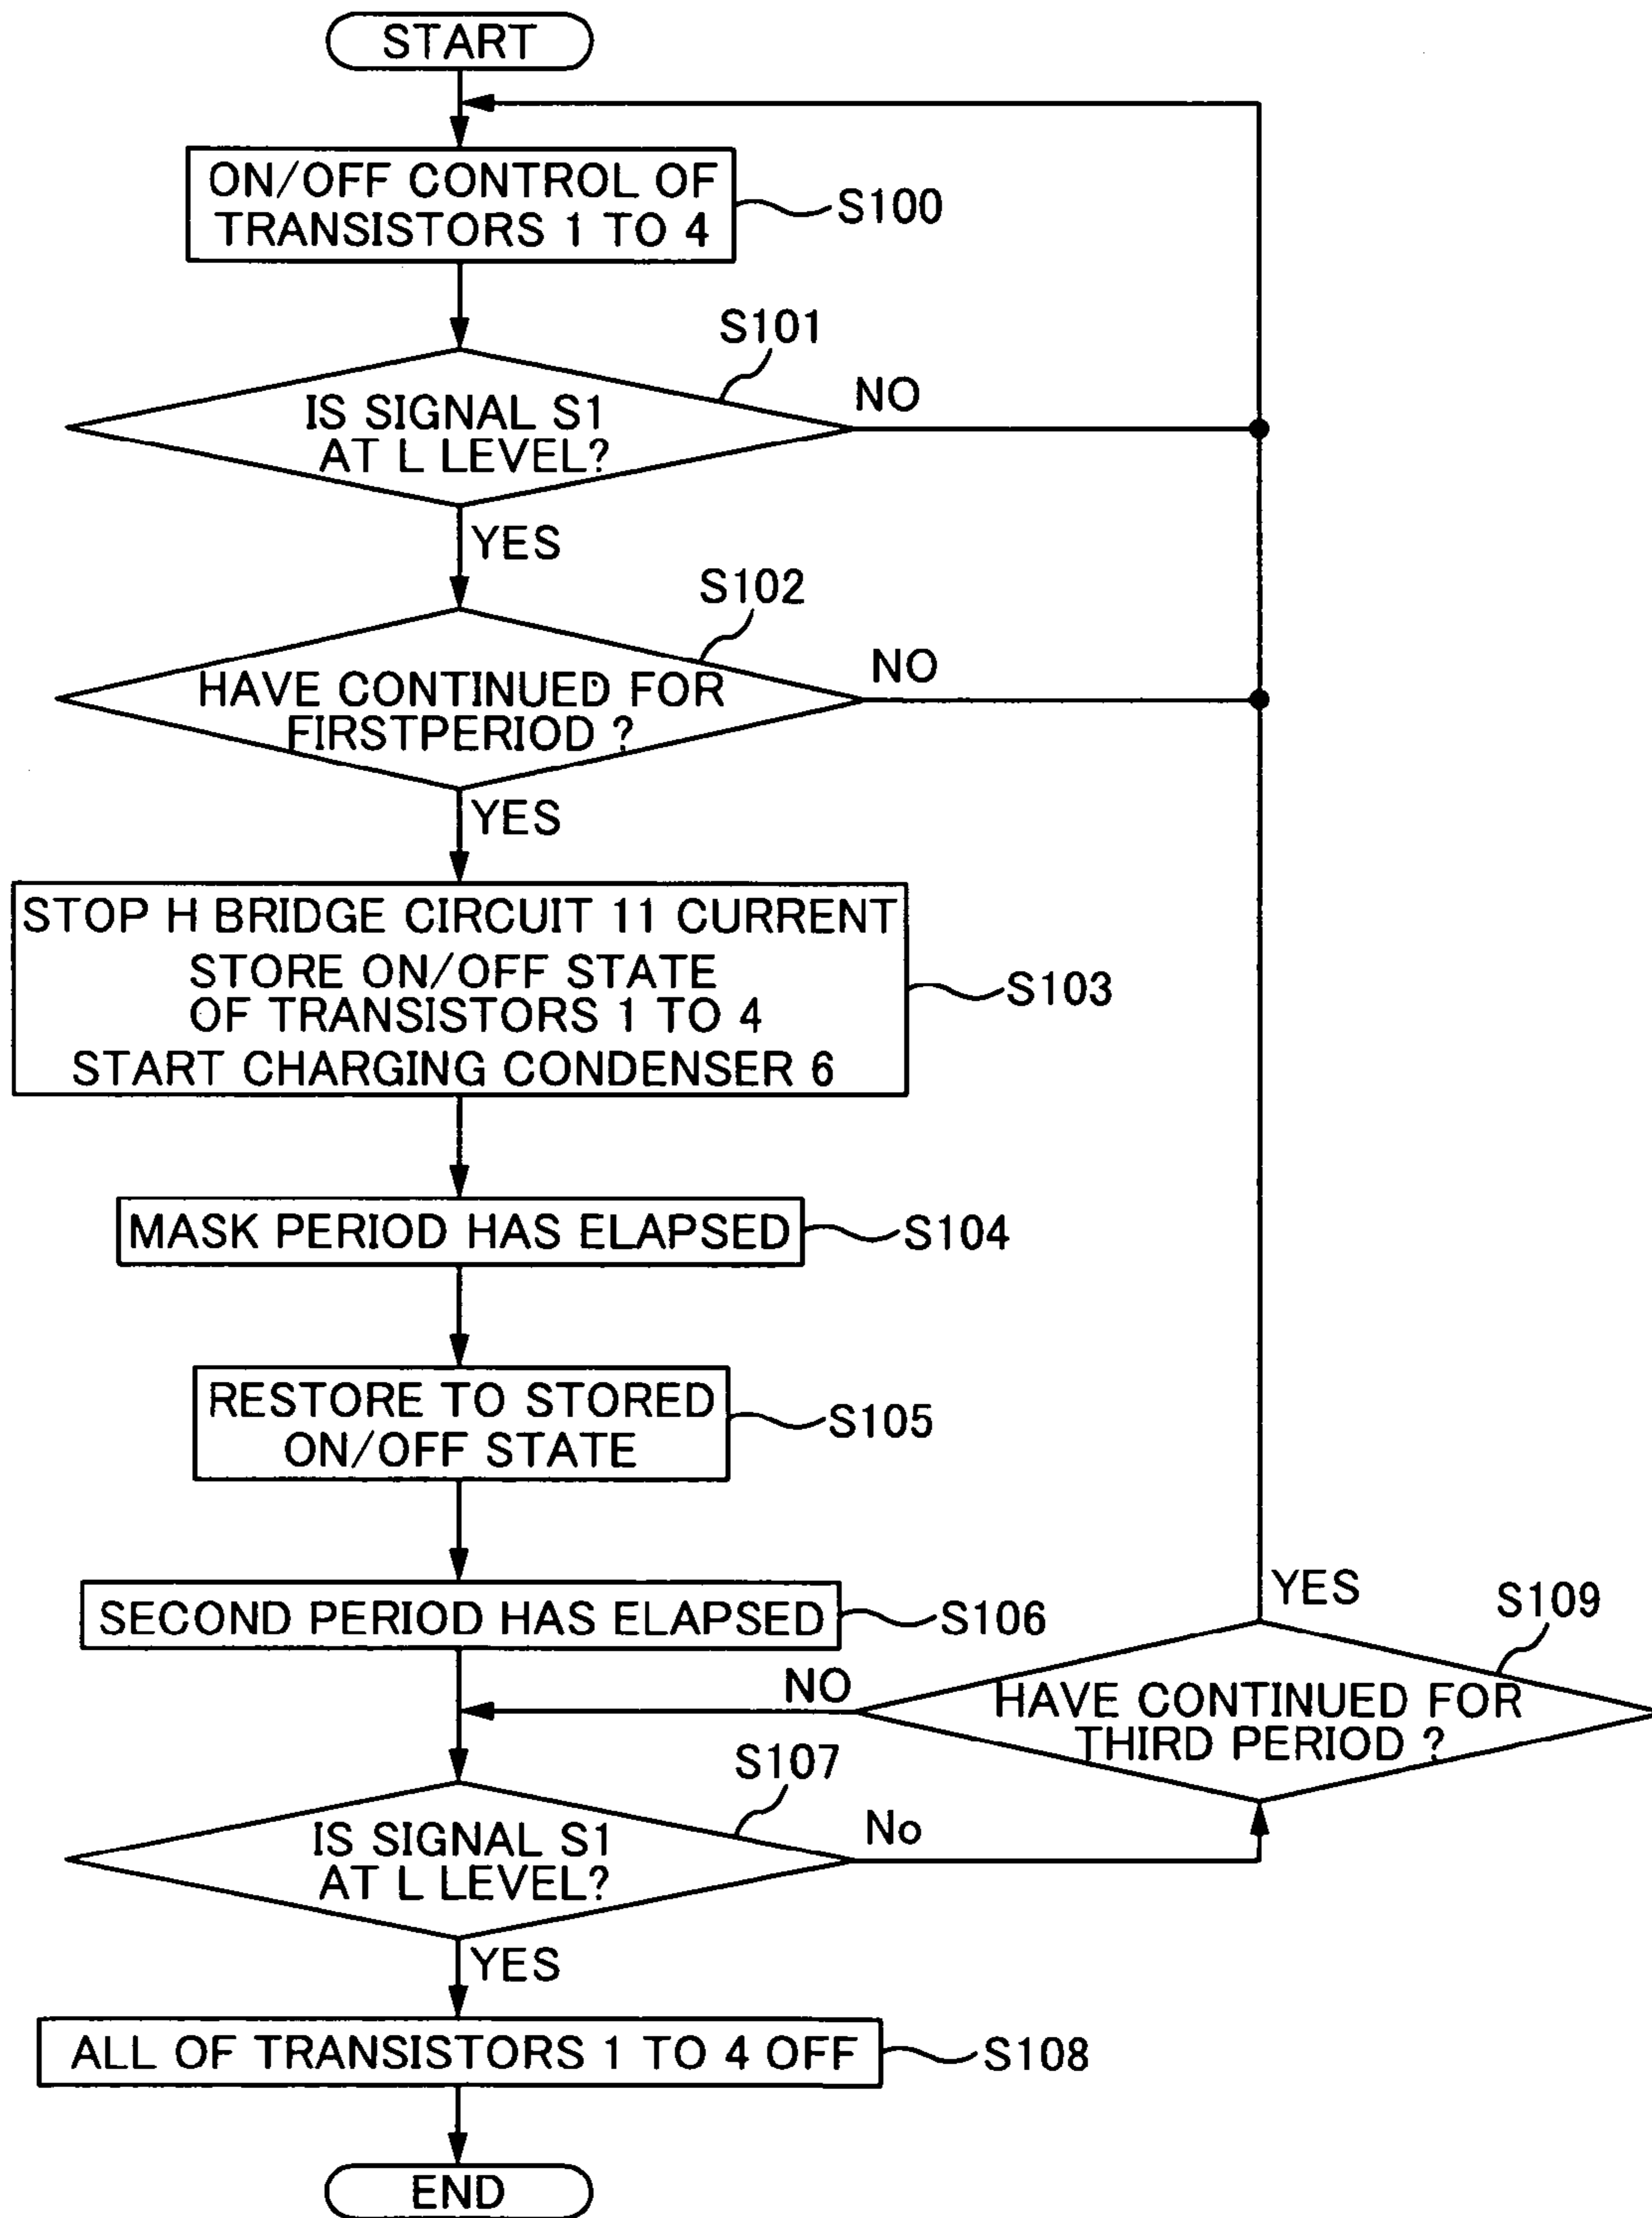 START
ON/OFF CONTROL OF
TRANSISTORS 1 TO 4
S100
S101
IS SIGNAL S1
AT L LEVEL?
NO
YES
S102
HAVE CONTINUED FOR
FIRSTPERIOD ?
NO
YES
STOP H BRIDGE CIRCUIT 11 CURRENT
STORE ON/OFF STATE
OF TRANSISTORS 1 TO 4
START CHARGING CONDENSER 6
S103
MASK PERIOD HAS ELAPSED
S104
RESTORE TO STORED
ON/OFF STATE
S105
SECOND PERIOD HAS ELAPSED
S106
YES
S109
NO
HAVE CONTINUED FOR
THIRD PERIOD ?
S107
IS SIGNAL S1
AT L LEVEL?
No
YES
ALL OF TRANSISTORS 1 TO 4 OFF
S108
END